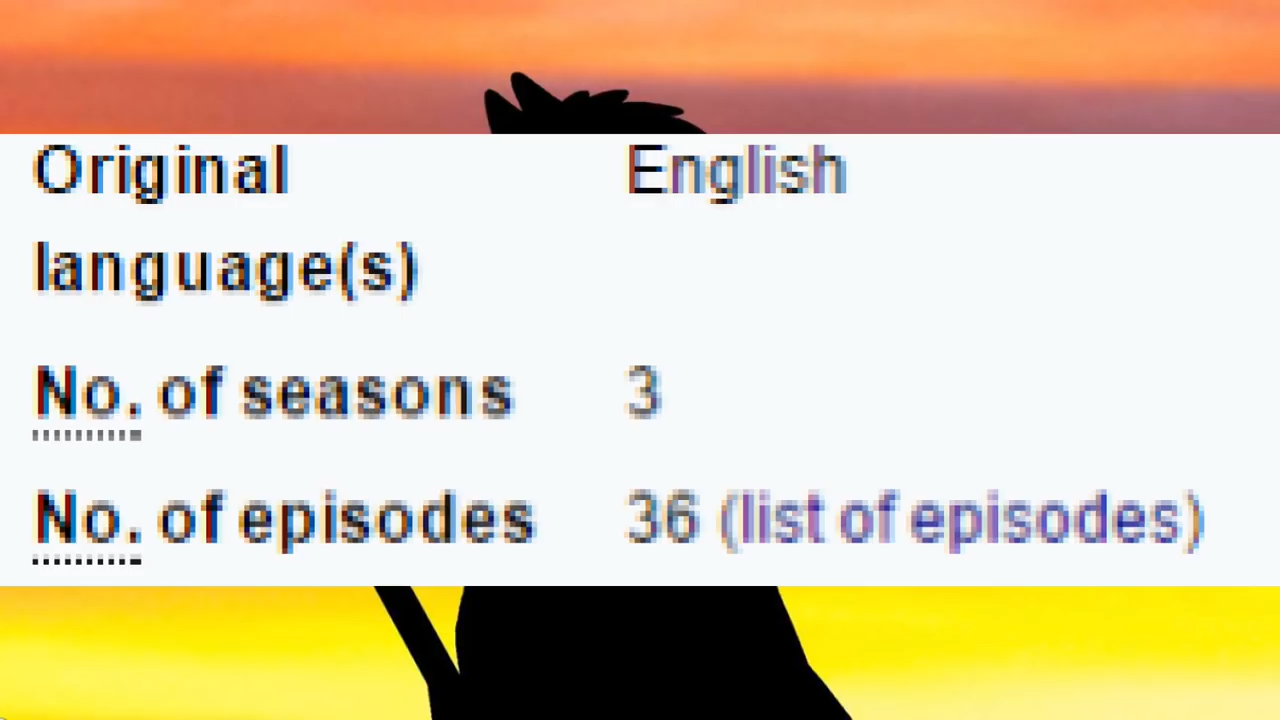 Original English
language(s)
No. of seasons 3
No. of episodes 36 (list of episodes)